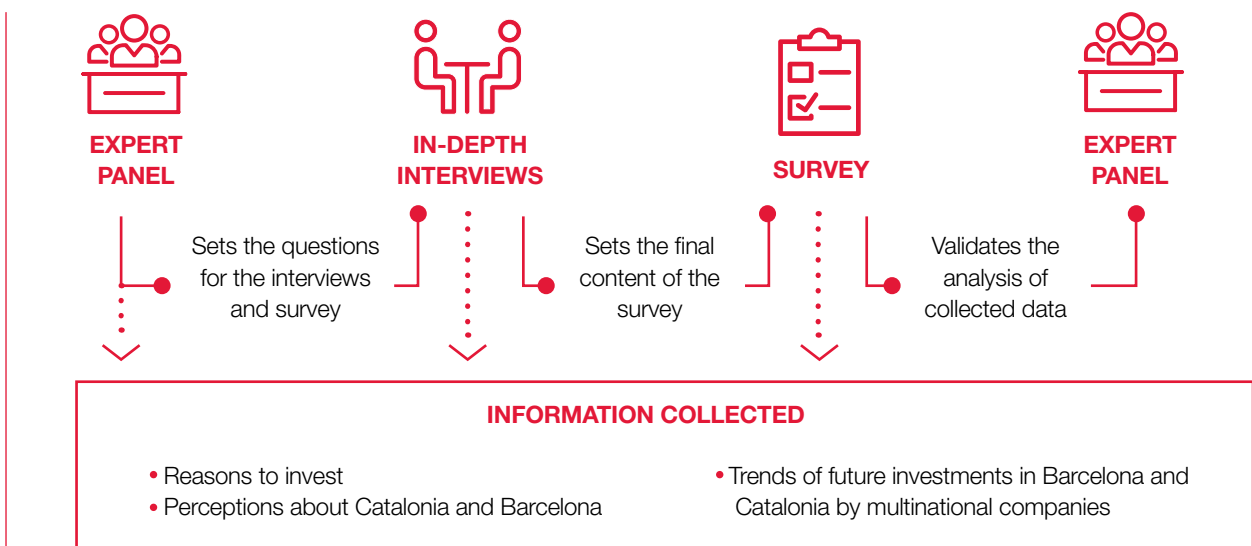 EXPERT
PANEL
IN-DEPTH
INTERVIEWS
SURVEY
EXPERT
PANEL
Sets the questions
for the interviews
and survey
Sets the final
content of the
survey
Validates the
analysis of
collected data
INFORMATION COLLECTED
• Reasons to invest
• Perceptions about Catalonia and Barcelona
• Trends of future investments in Barcelona and
Catalonia by multinational companies